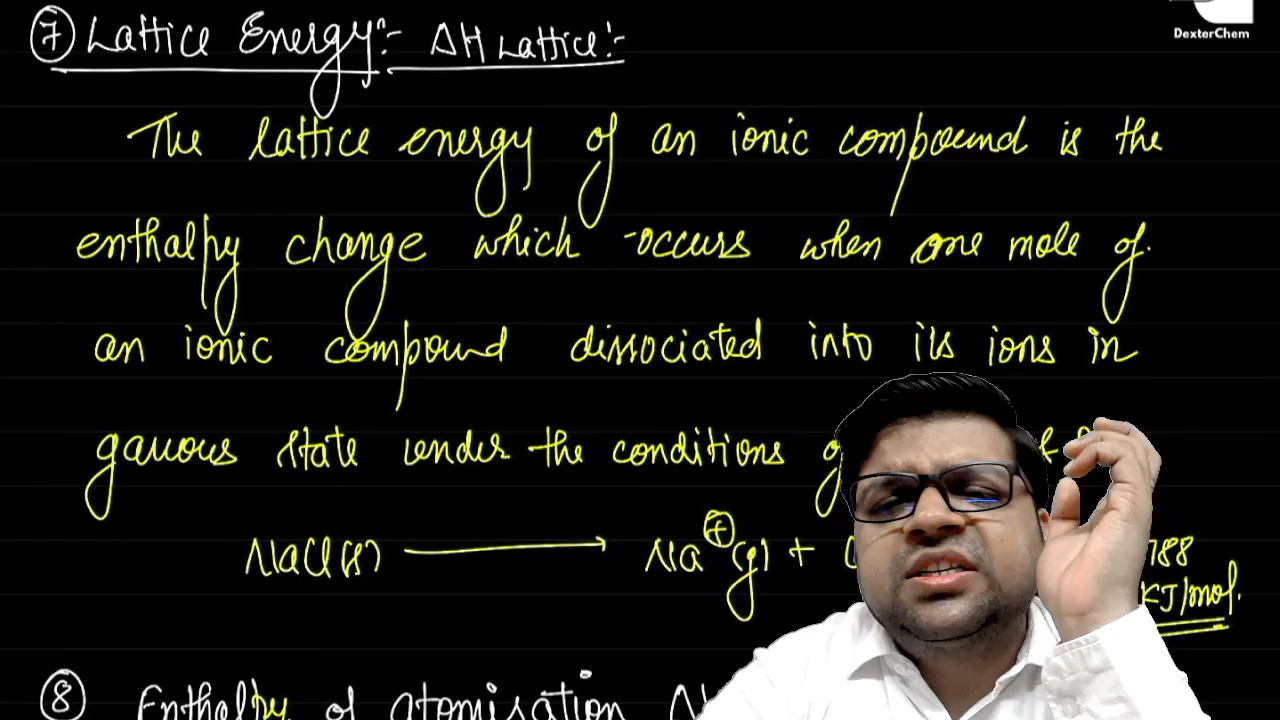 DexterChem
⑦ Lattice Energy:- ΔH Lattice:-
The lattice energy of an ionic compound is the
enthalpy change which occurs when one mole of
an ionic compound dissociated into its ions in
gaseous state under the conditions
NaCl(s) → Na⁺(g) + 788
KJ/mol.
⑧ Enthalpy of atomisation